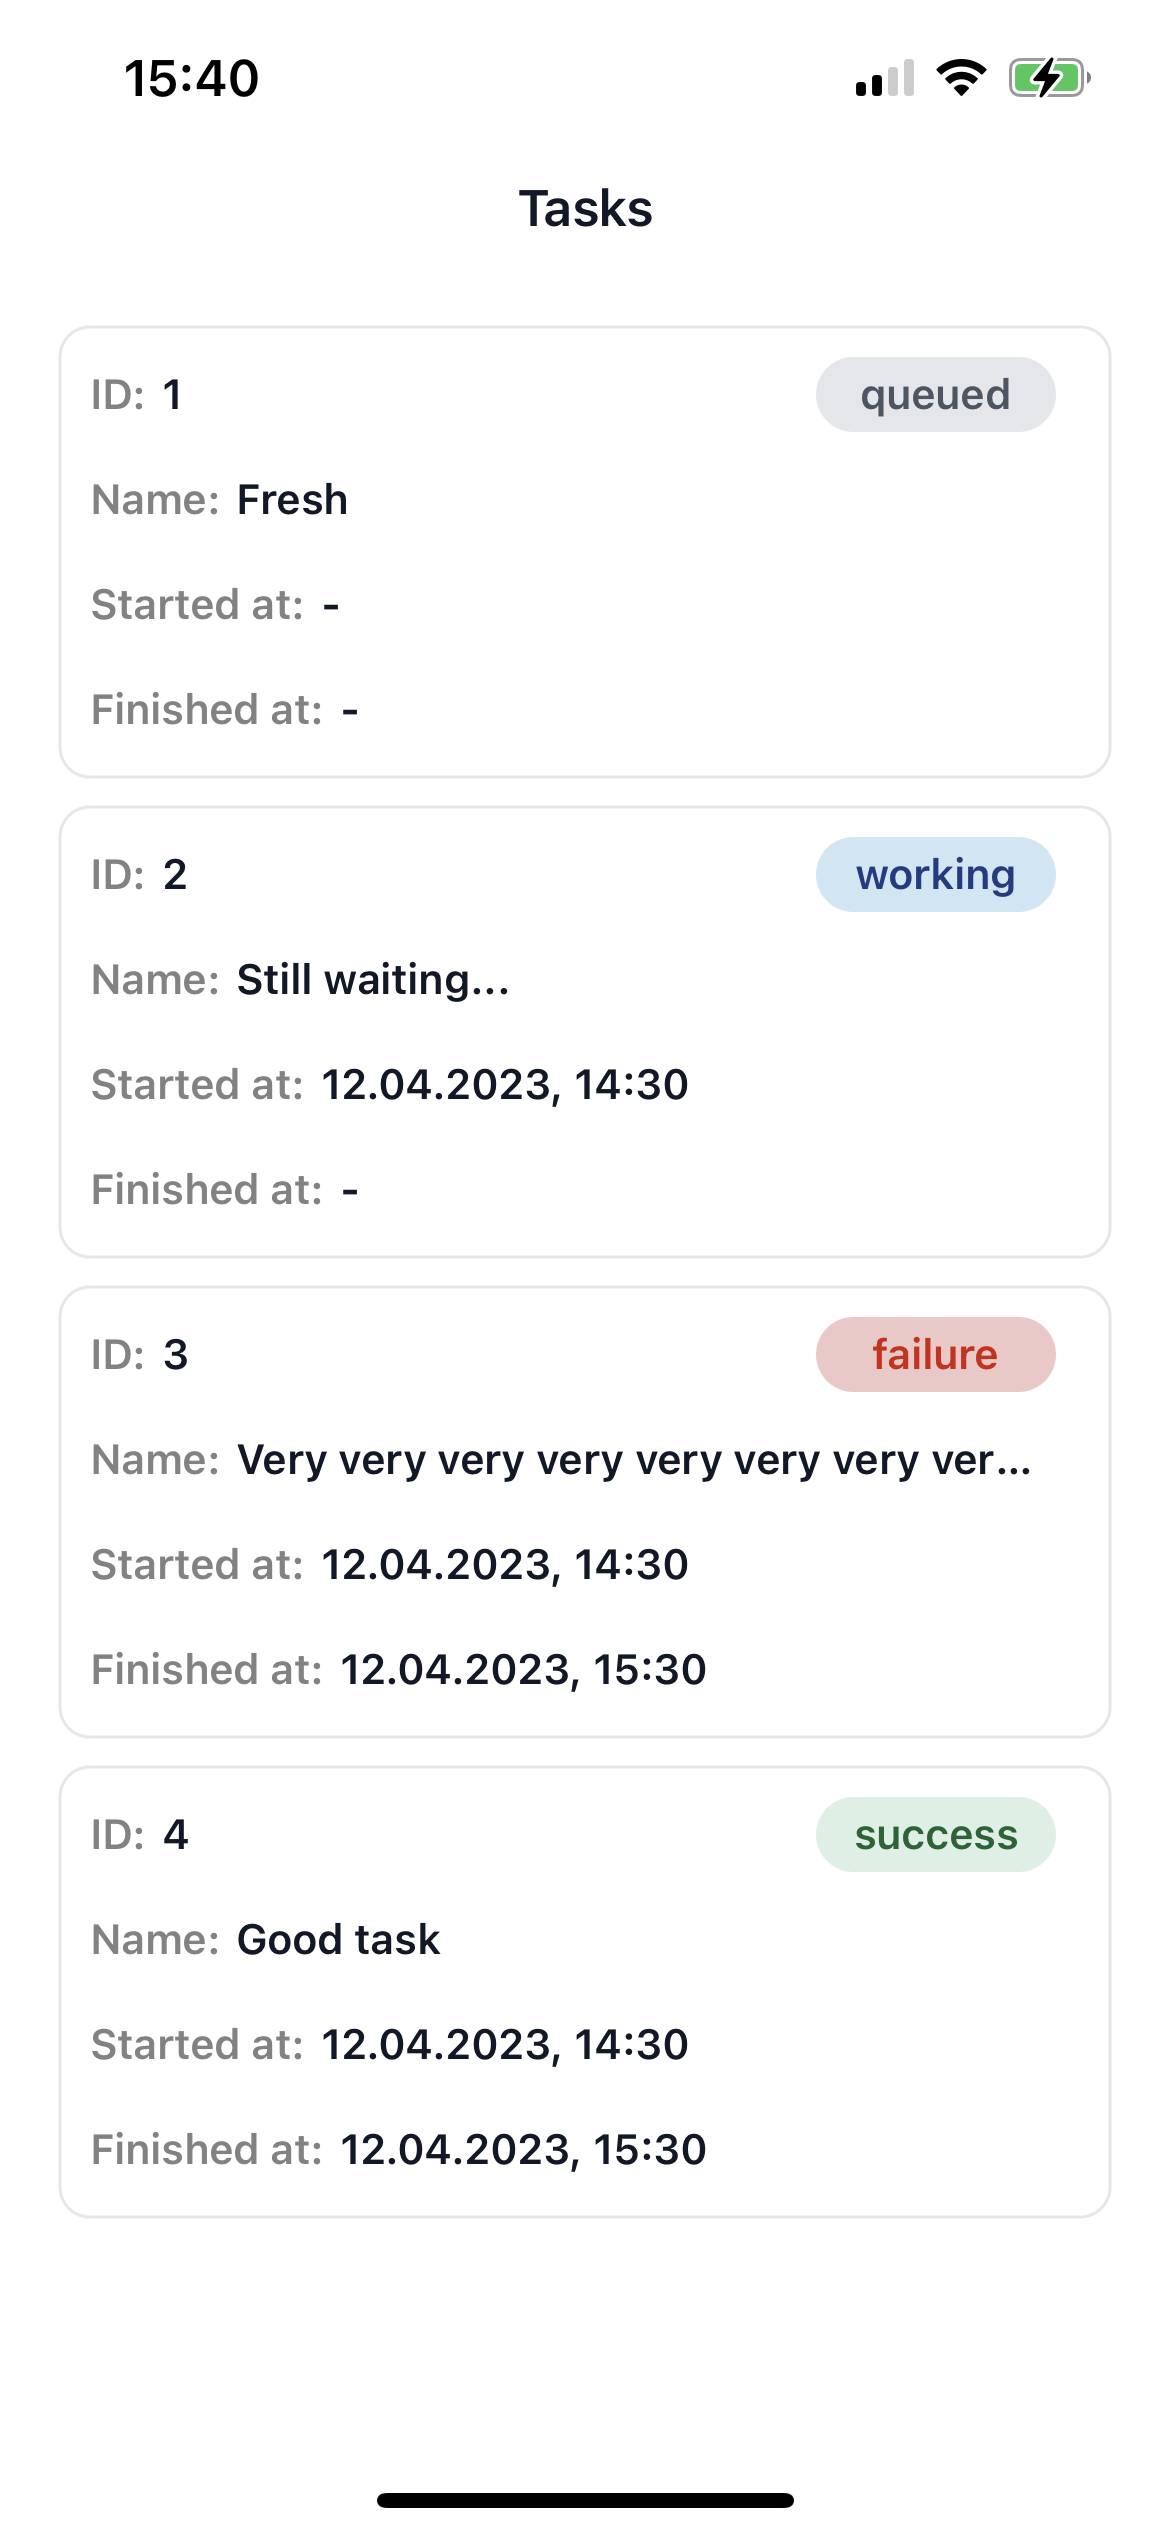 15:40
Tasks
ID: 1 queued
Name: Fresh
Started at: -
Finished at: -
ID: 2 working
Name: Still waiting...
Started at: 12.04.2023, 14:30
Finished at: -
ID: 3 failure
Name: Very very very very very very very ver...
Started at: 12.04.2023, 14:30
Finished at: 12.04.2023, 15:30
ID: 4 success
Name: Good task
Started at: 12.04.2023, 14:30
Finished at: 12.04.2023, 15:30